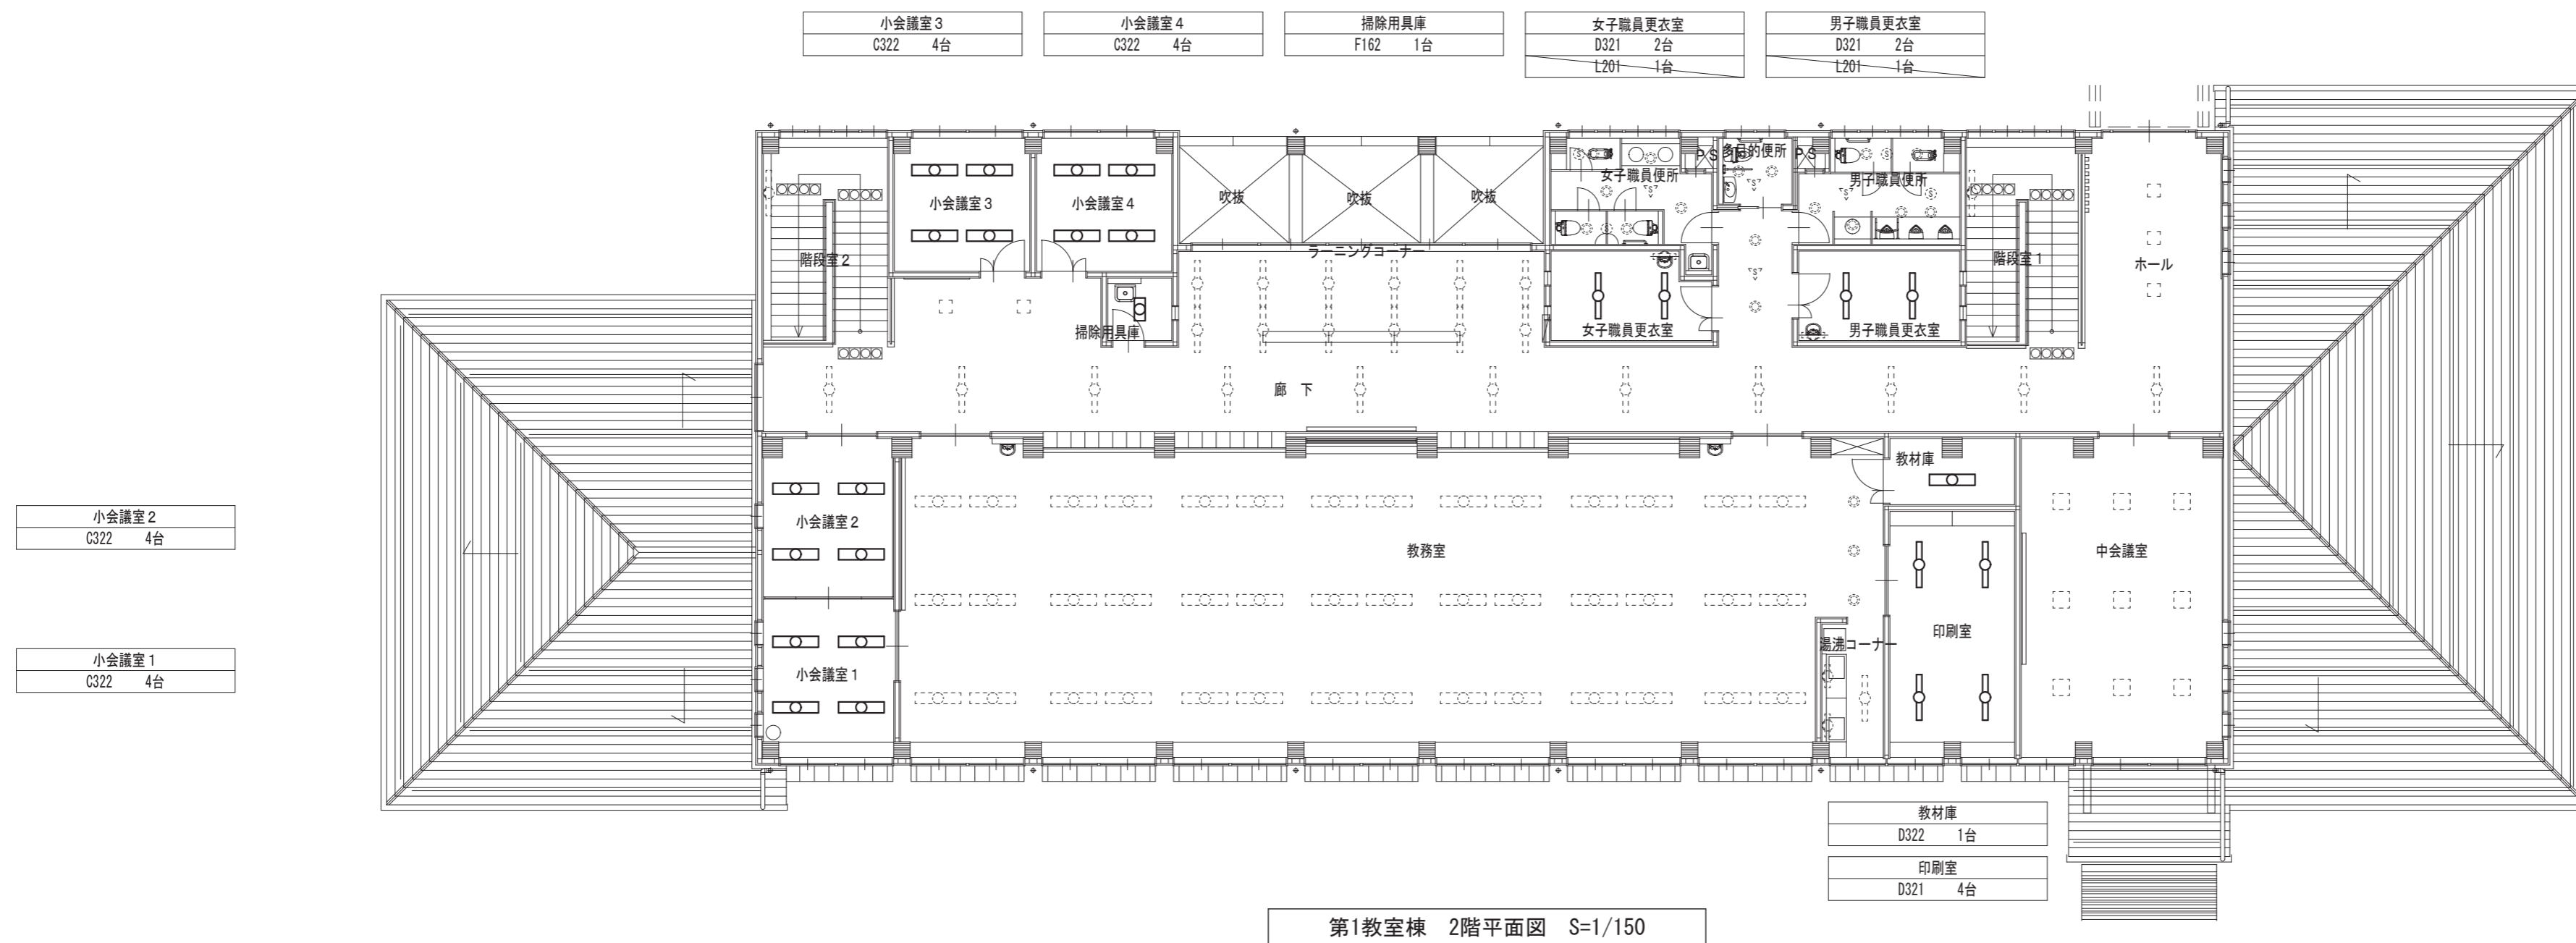 小会議室3
C322 4台
小会議室4
C322 4台
掃除用具庫
F162 1台
女子職員更衣室
D321 2台
L201 1台
男子職員更衣室
D321 2台
L201 1台
PS
多目的便所
PS
女子職員便所
男子職員便所
小会議室3
小会議室4
吹抜
吹抜
吹抜
階段室2
ラーニングコーナー
階段室1
ホール
掃除用具庫
女子職員更衣室
男子職員更衣室
廊 下
教材庫
小会議室2
C322 4台
小会議室2
教務室
中会議室
印刷室
湯沸コーナー
小会議室1
C322 4台
小会議室1
教材庫
D322 1台
印刷室
D321 4台
第1教室棟 2階平面図 S=1/150